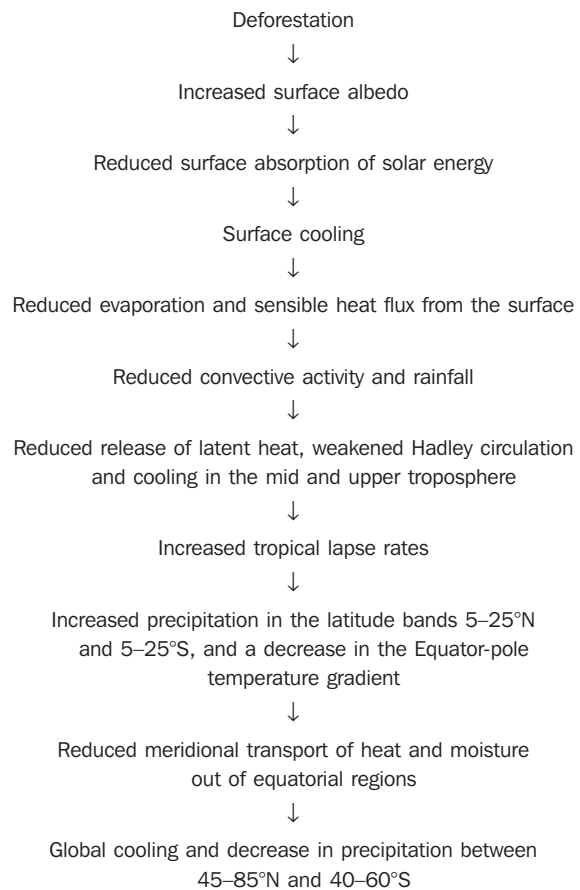 Deforestation
↓
Increased surface albedo
↓
Reduced surface absorption of solar energy
↓
Surface cooling
↓
Reduced evaporation and sensible heat flux from the surface
↓
Reduced convective activity and rainfall
↓
Reduced release of latent heat, weakened Hadley circulation
and cooling in the mid and upper troposphere
↓
Increased tropical lapse rates
↓
Increased precipitation in the latitude bands 5–25°N
and 5–25°S, and a decrease in the Equator-pole
temperature gradient
↓
Reduced meridional transport of heat and moisture
out of equatorial regions
↓
Global cooling and decrease in precipitation between
45–85°N and 40–60°S